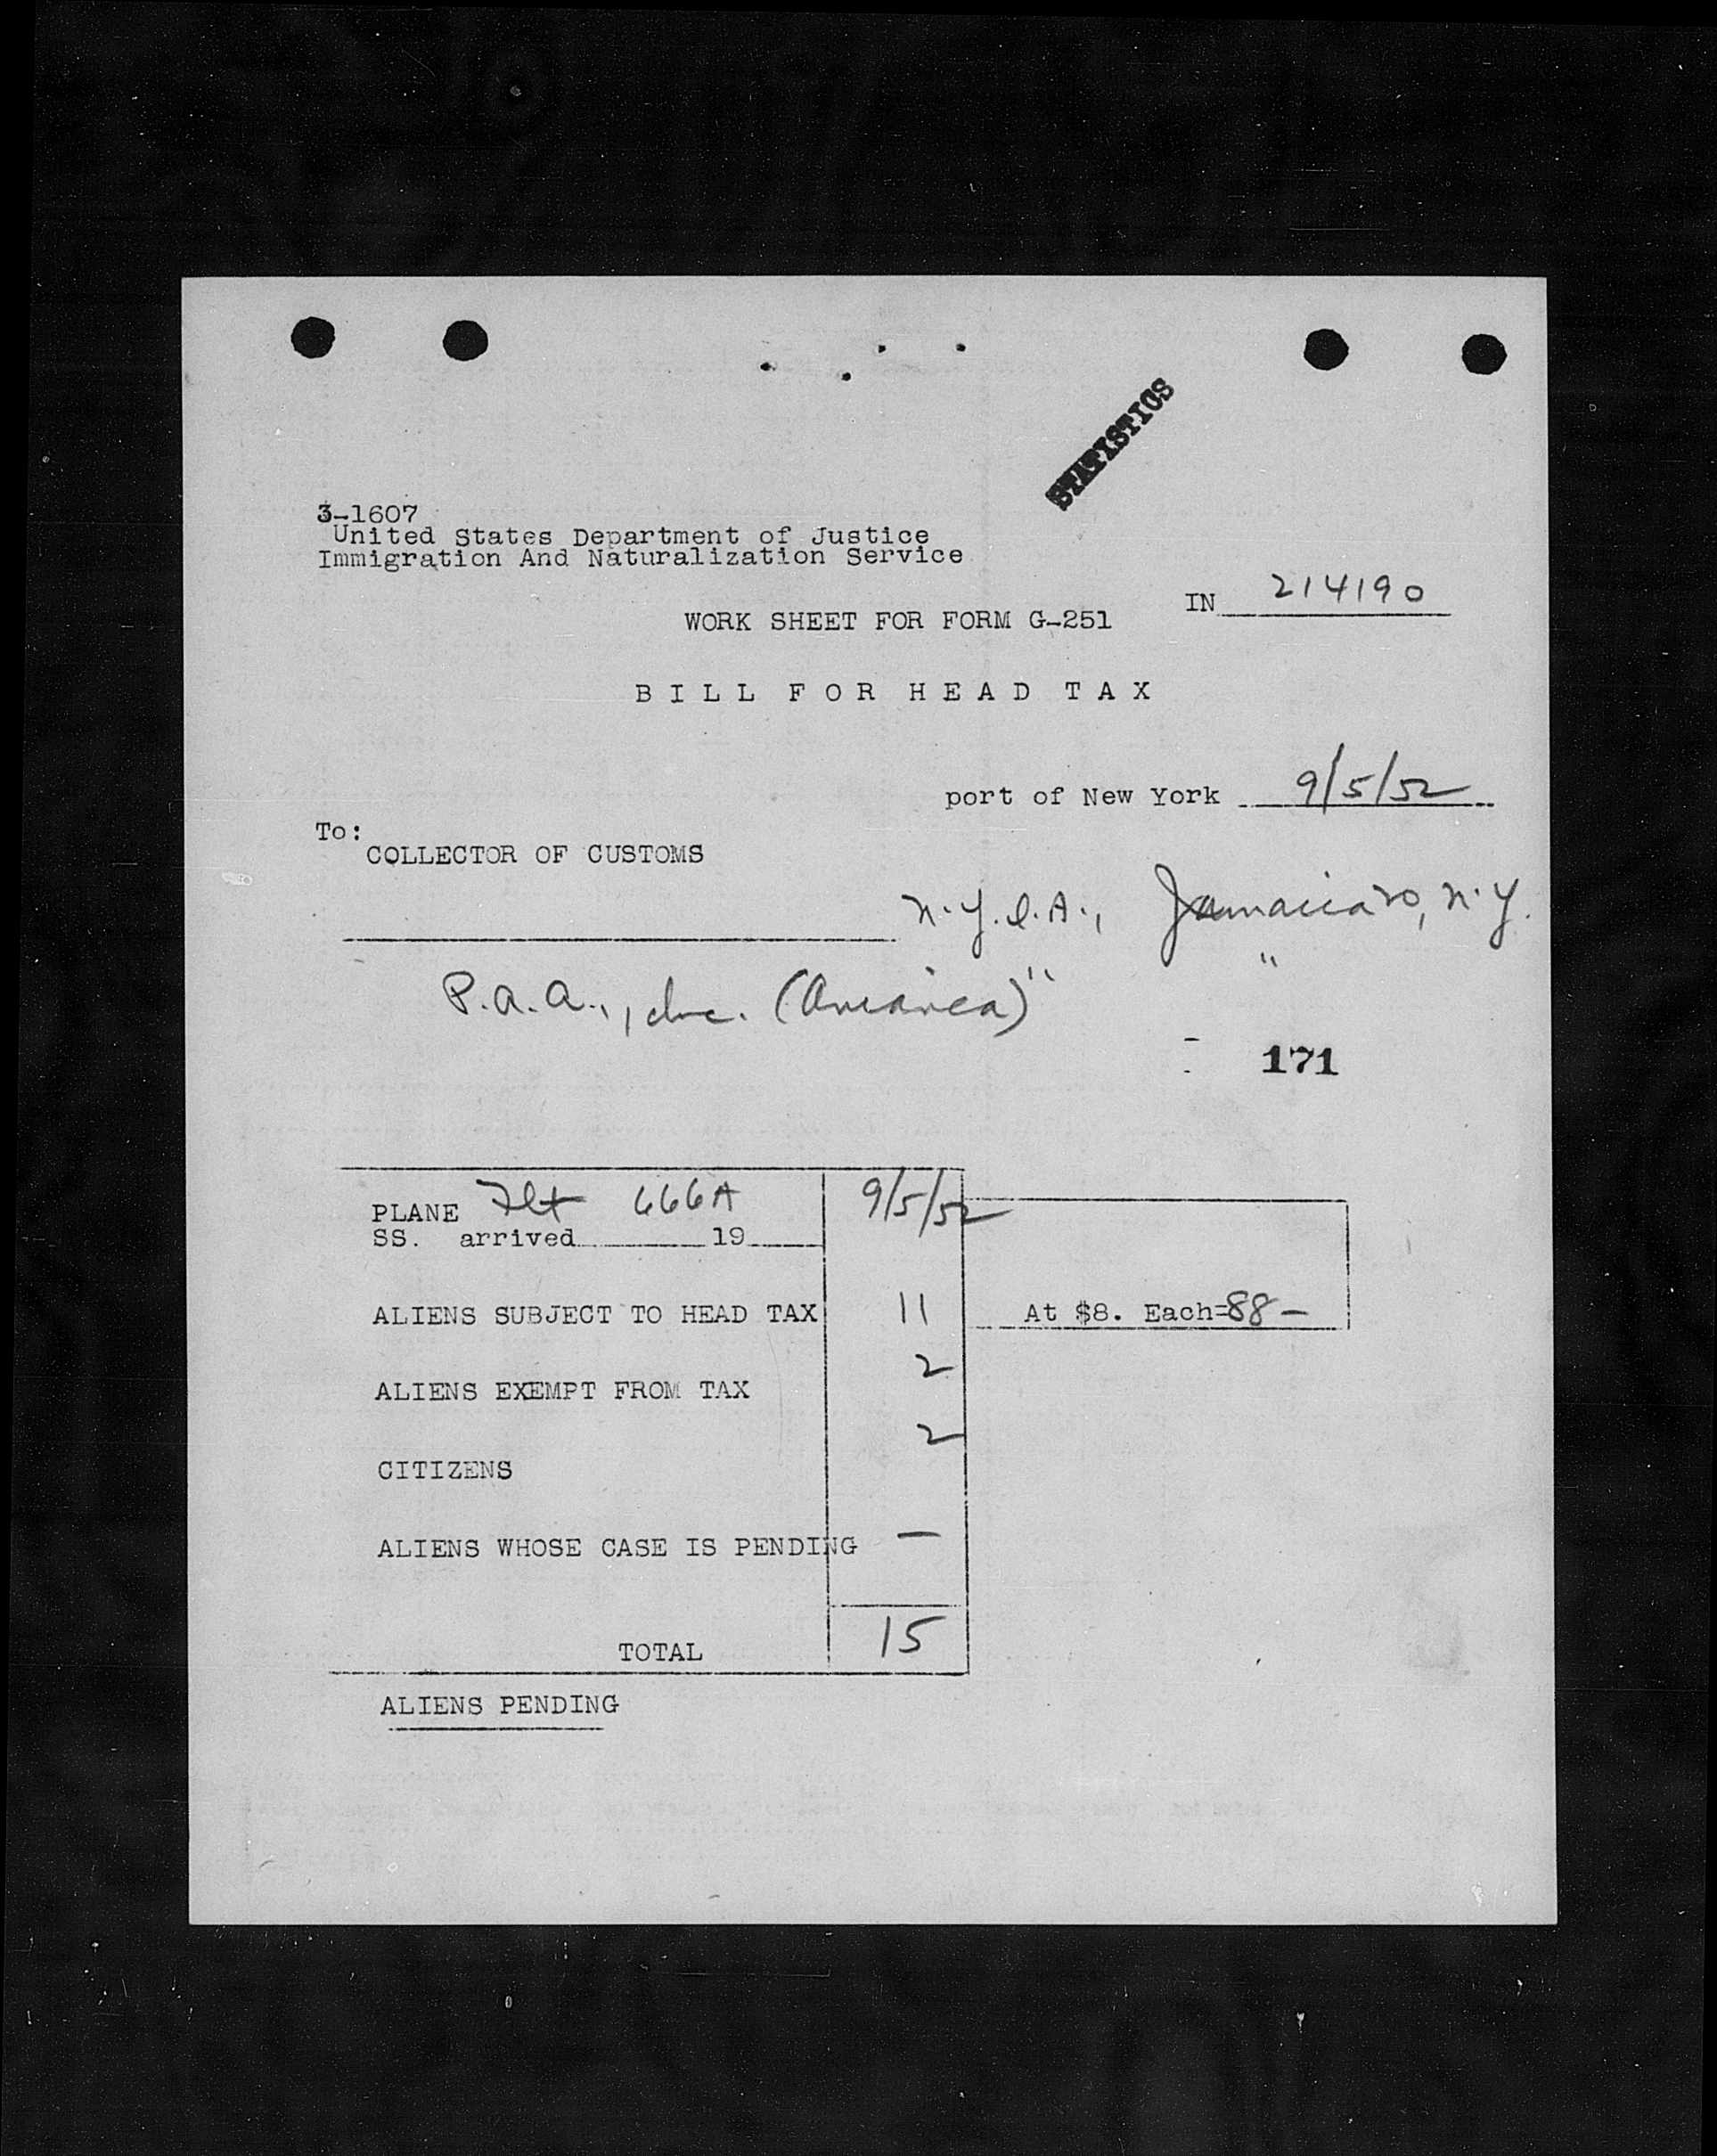 STATISTICS
3-1607
United States Department of Justice
Immigration And Naturalization Service
IN 214190
WORK SHEET FOR FORM G-251
BILL FOR HEAD TAX
port of New York 9/5/52
To:
COLLECTOR OF CUSTOMS
N.Y.I.A., Jamaica 30, N.Y.
P.A.A., Inc. (Avianca) " "
171
PLANE Flt 666A 9/5/52
SS. arrived 19
ALIENS SUBJECT TO HEAD TAX 11 At $8. Each=88-
ALIENS EXEMPT FROM TAX 2
CITIZENS 2
ALIENS WHOSE CASE IS PENDING —
TOTAL 15
ALIENS PENDING